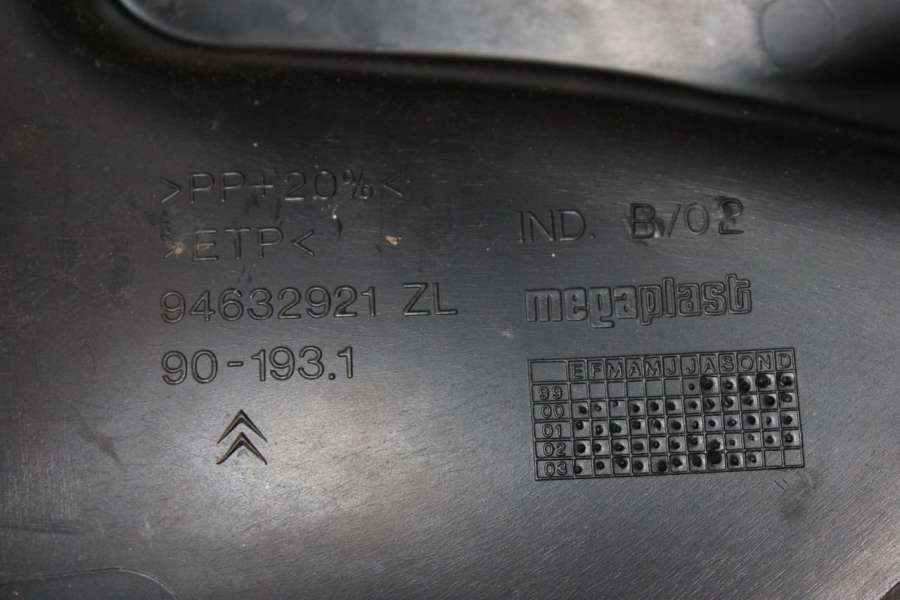 >PP+20%<
>ETP<
94632921 ZL
90-193.1
IND. B/02
megaplast
E F M A M J J A S O N D
99
00
01
02
03